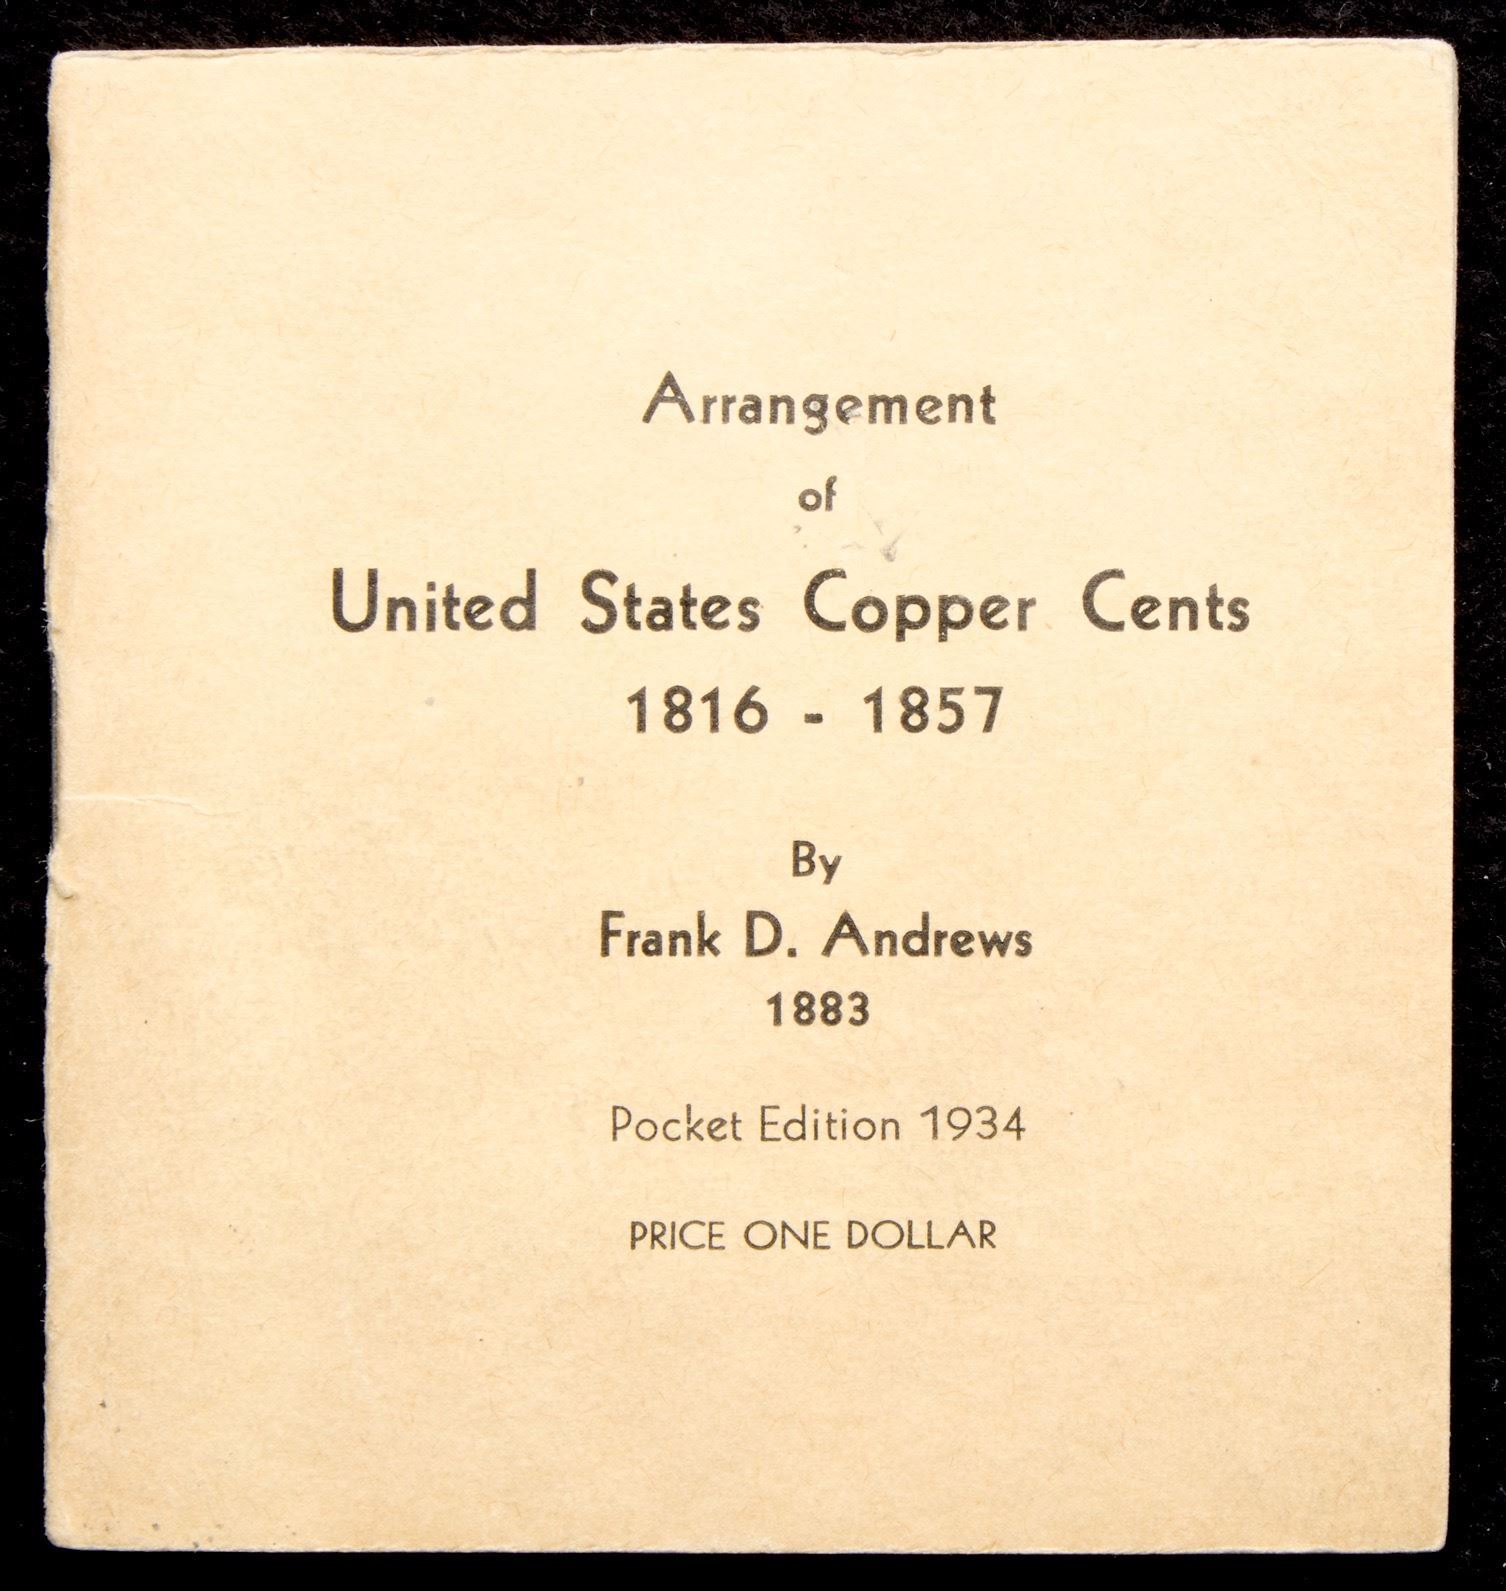 Arrangement
of
United States Copper Cents
1816 - 1857
By
Frank D. Andrews
1883
Pocket Edition 1934
PRICE ONE DOLLAR